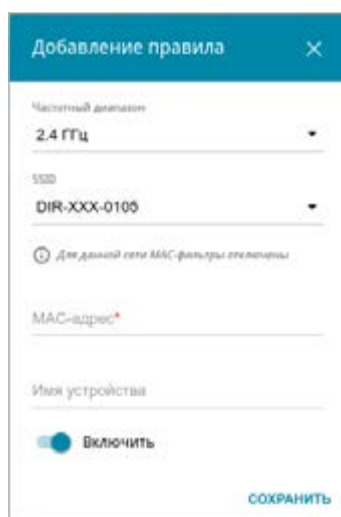 Добавление правила
Частотный диапазон
2.4 ГГц
SSID
DIR-XXX-0105
Для данной сети MAC-фильтры отключены
MAC-адрес*
Имя устройства
Включить
СОХРАНИТЬ